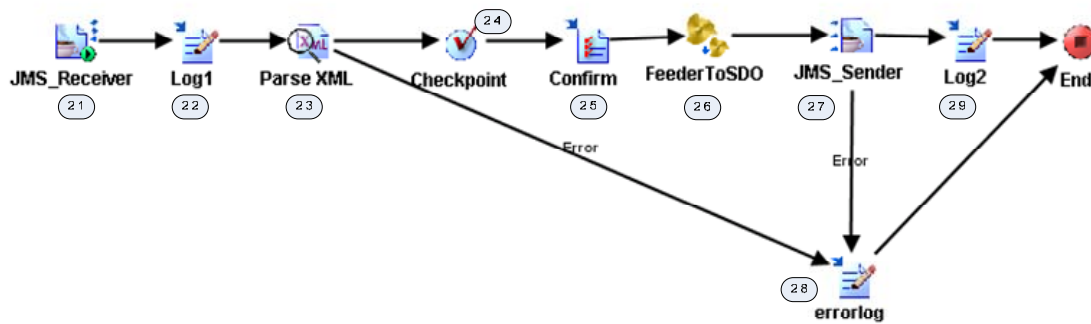 24
JMS_Receiver
Log1
Parse XML
Checkpoint
Confirm
FeederToSDO
JMS_Sender
Log2
End
21
22
23
25
26
27
29
Error
Error
28
errorlog